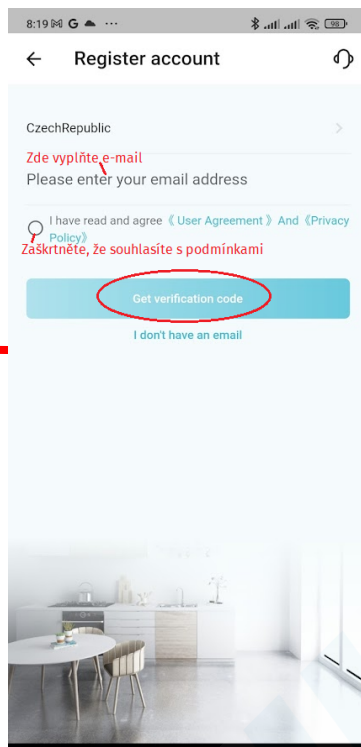 8:19 M G ...
98
Register account
CzechRepublic
Zde vyplňte e-mail
Please enter your email address
I have read and agree《 User Agreement 》And《Privacy
Policy》
Zaškrtněte, že souhlasíte s podmínkami
Get verification code
I don't have an email